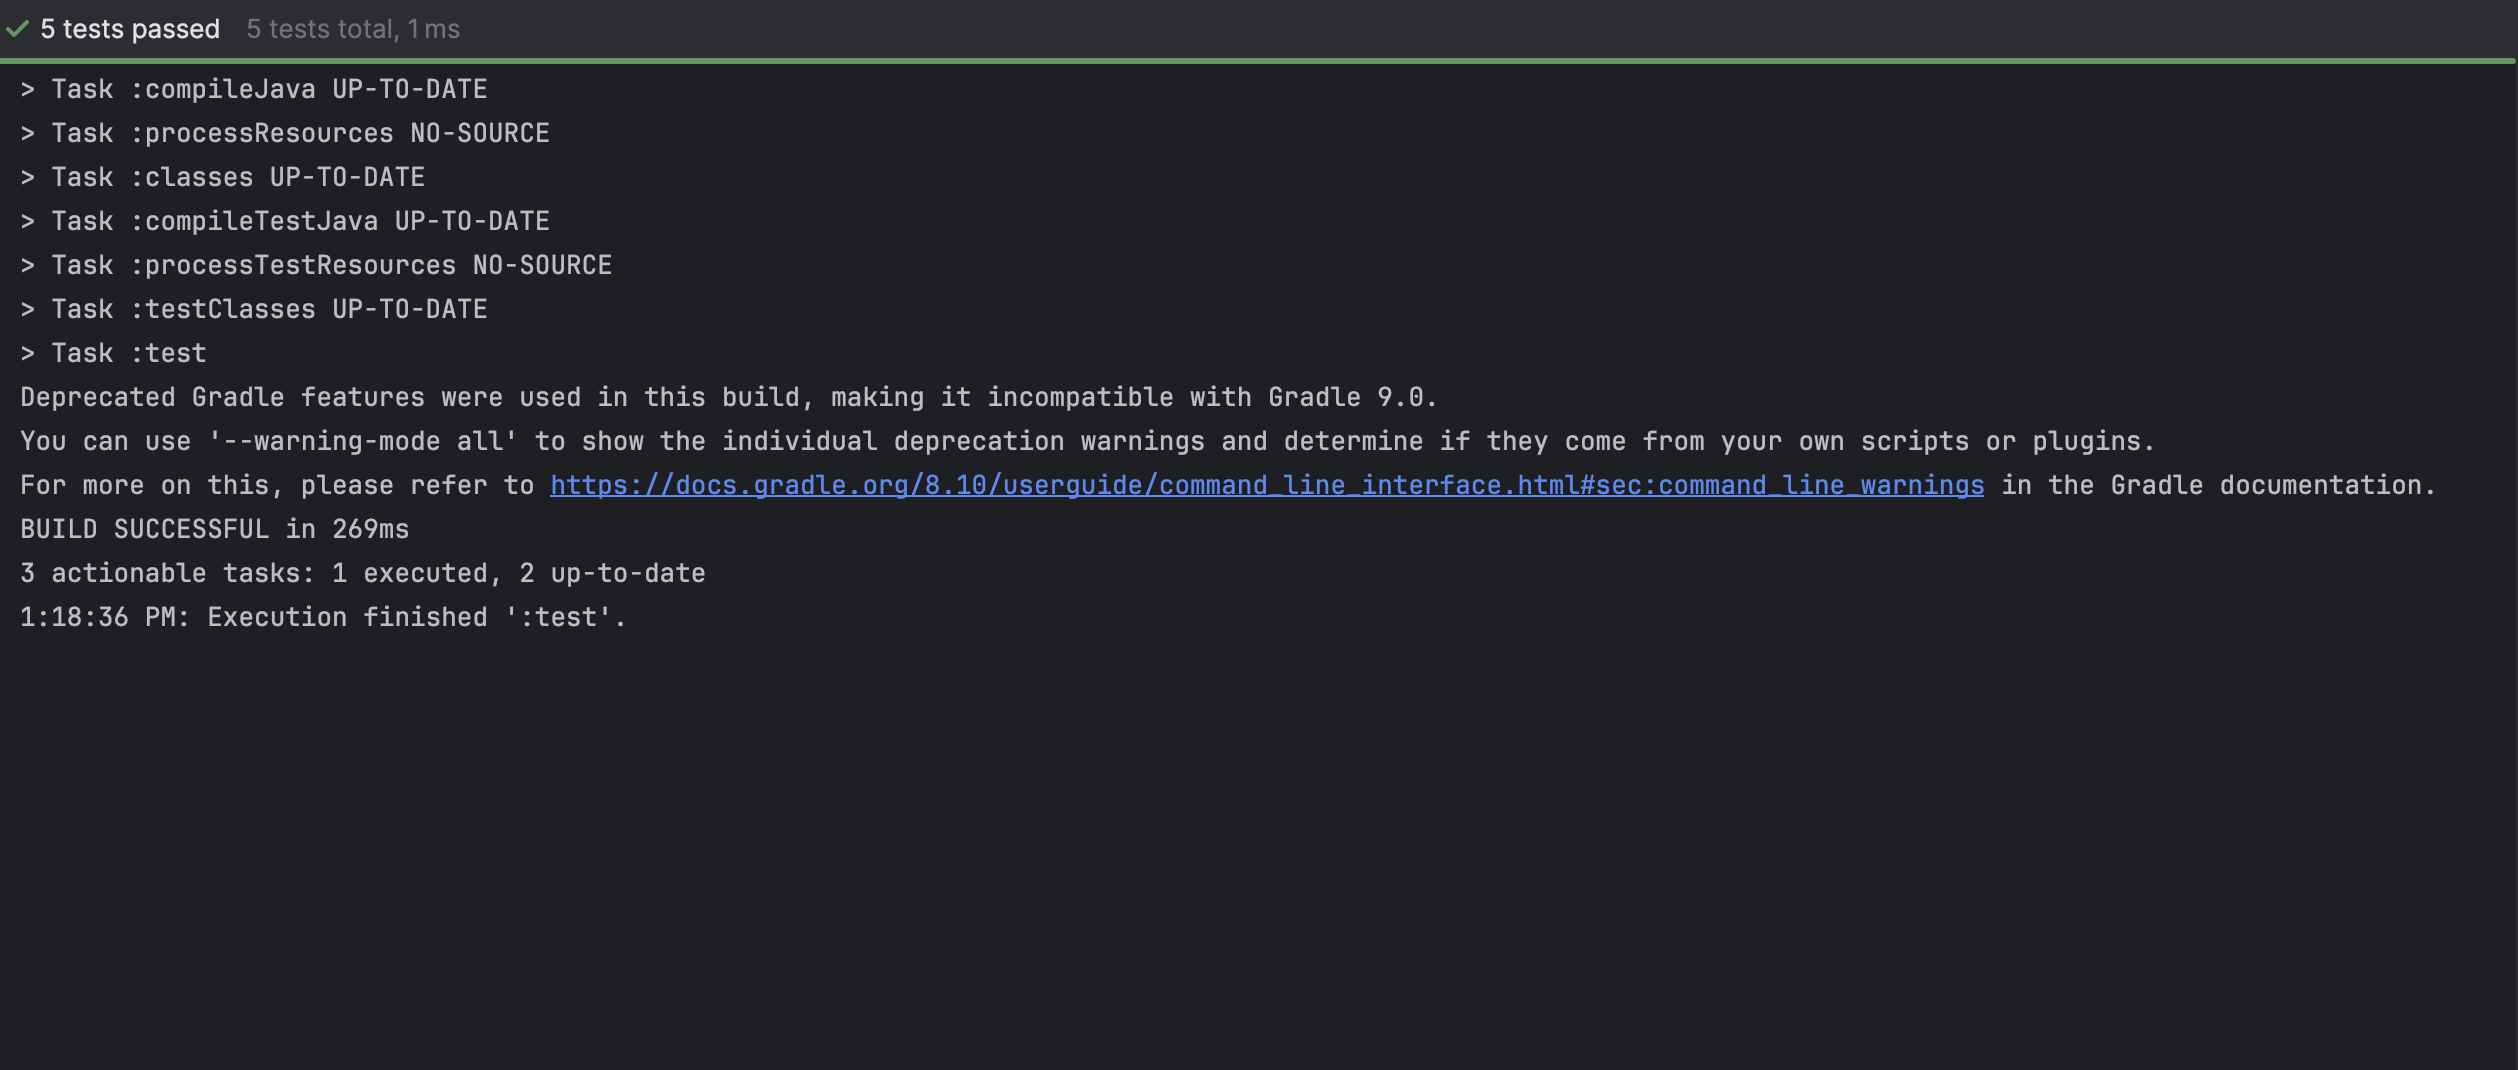 5 tests passed 5 tests total, 1 ms
> Task :compileJava UP-TO-DATE
> Task :processResources NO-SOURCE
> Task :classes UP-TO-DATE
> Task :compileTestJava UP-TO-DATE
> Task :processTestResources NO-SOURCE
> Task :testClasses UP-TO-DATE
> Task :test
Deprecated Gradle features were used in this build, making it incompatible with Gradle 9.0.
You can use '--warning-mode all' to show the individual deprecation warnings and determine if they come from your own scripts or plugins.
For more on this, please refer to https://docs.gradle.org/8.10/userguide/command_line_interface.html#sec:command_line_warnings in the Gradle documentation.
BUILD SUCCESSFUL in 269ms
3 actionable tasks: 1 executed, 2 up-to-date
1:18:36 PM: Execution finished ':test'.